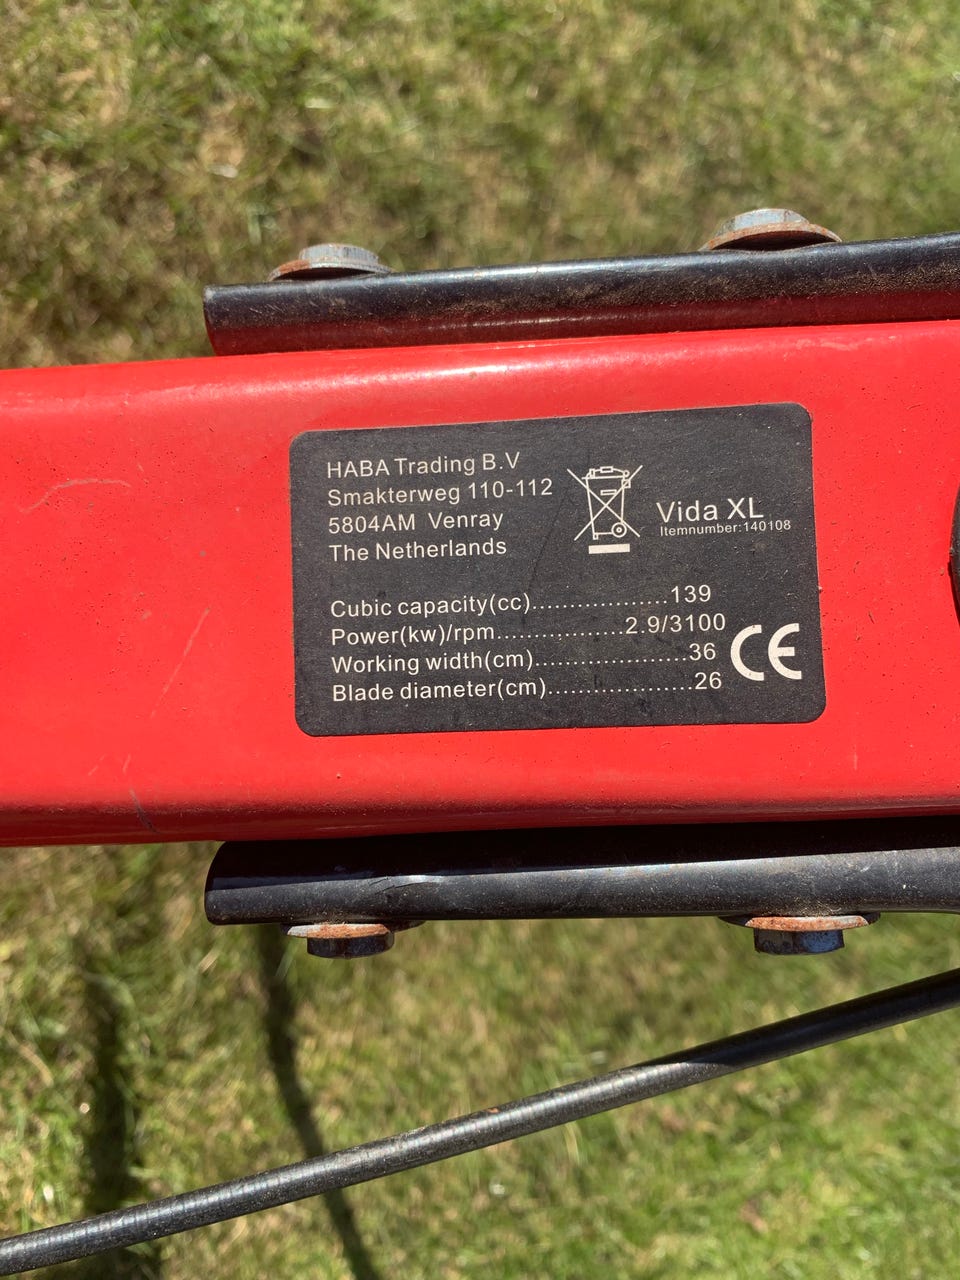 HABA Trading B.V
Smakterweg 110-112
5804AM Venray
The Netherlands
Vida XL
Itemnumber:140108
Cubic capacity(cc)...................139
Power(kw)/rpm..................2.9/3100
Working width(cm)......................36
Blade diameter(cm).....................26
CE